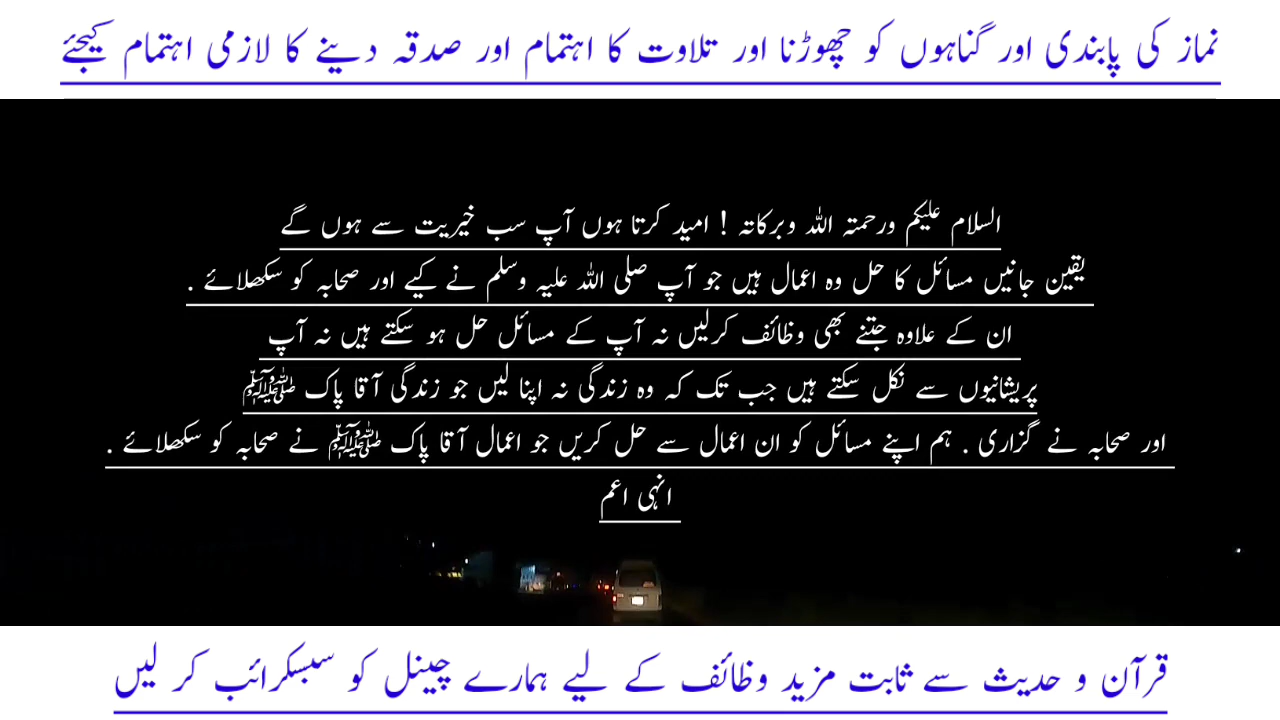 نماز کی پابندی اور گناہوں کو چھوڑنا اور تلاوت کا اہتمام اور صدقہ دینے کا لازمی اہتمام کیجئے
السلام علیکم ورحمتہ اللہ وبرکاتہ ! امید کرتا ہوں آپ سب خیریت سے ہوں گے
یقین جانیں مسائل کا حل وہ اعمال ہیں جو آپ صلی اللہ علیہ وسلم نے کیے اور صحابہ کو سکھلائے .
ان کے علاوہ جتنے بھی وظائف کرلیں نہ آپ کے مسائل حل ہو سکتے ہیں نہ آپ
پریشانیوں سے نکل سکتے ہیں جب تک کہ وہ زندگی نہ اپنا لیں جو زندگی آقا پاک ﷺ
اور صحابہ نے گزاری . ہم اپنے مسائل کو ان اعمال سے حل کریں جو اعمال آقا پاک ﷺ نے صحابہ کو سکھلائے .
انہی اعم
قرآن و حدیث سے ثابت مزید وظائف کے لیے ہمارے چینل کو سبسکرائب کر لیں